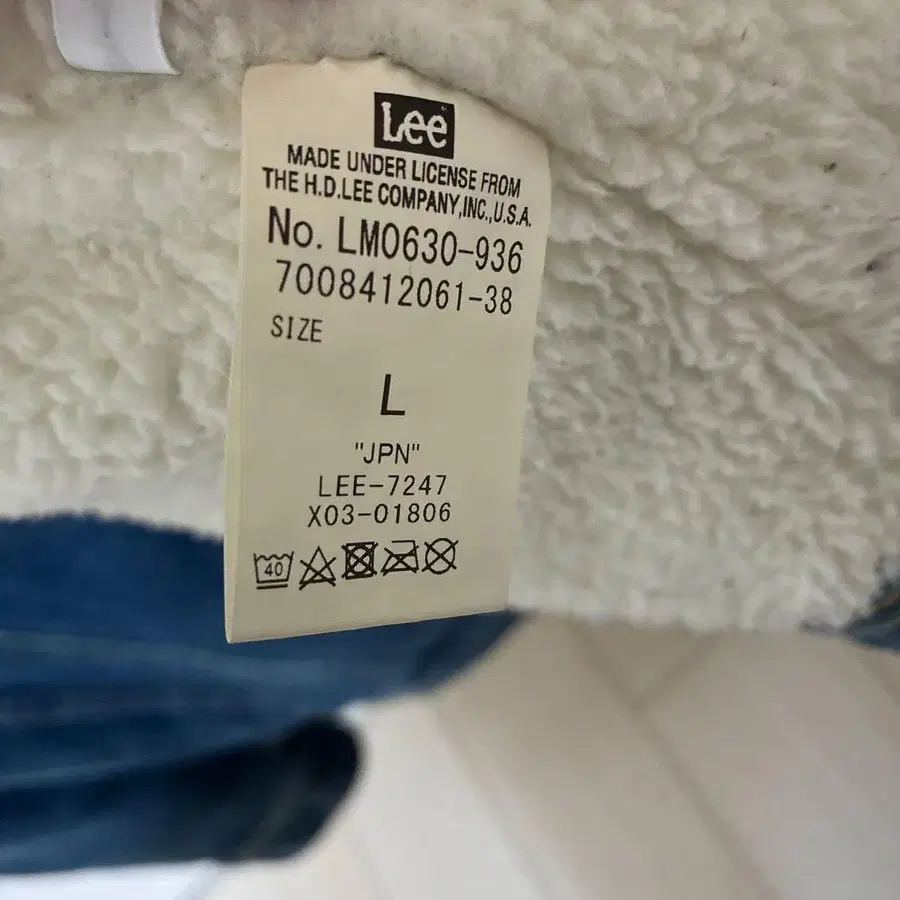 Lee
MADE UNDER LICENSE FROM
THE H.D.LEE COMPANY,INC.,U.S.A.
No. LM0630-936
7008412061-38
SIZE
L
"JPN"
LEE-7247
X03-01806
40